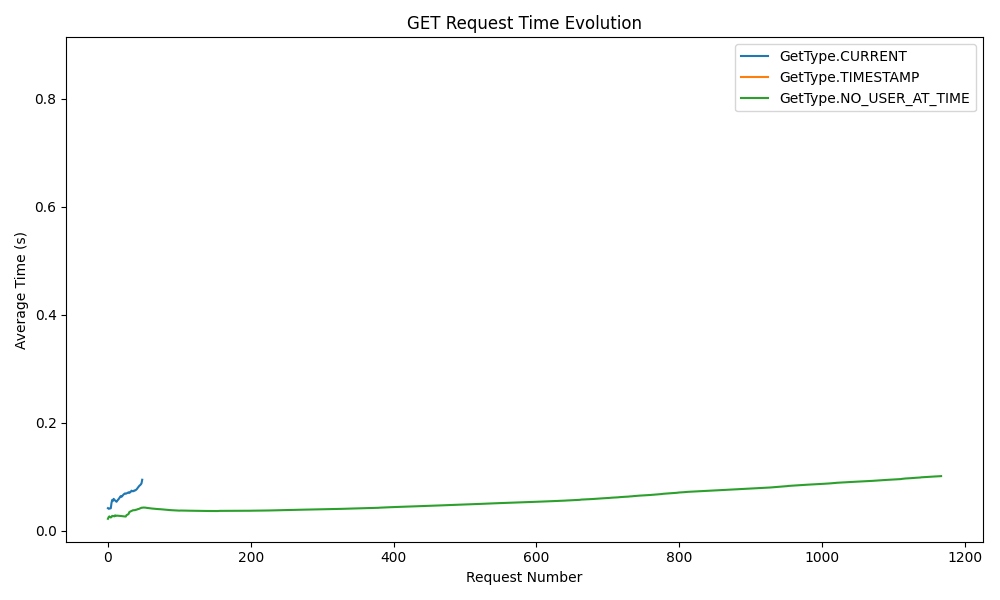 GET Request Time Evolution
GetType.CURRENT
GetType.TIMESTAMP
GetType.NO_USER_AT_TIME
Average Time (s)
0.8
0.6
0.4
0.2
0.0
0 200 400 600 800 1000 1200
Request Number